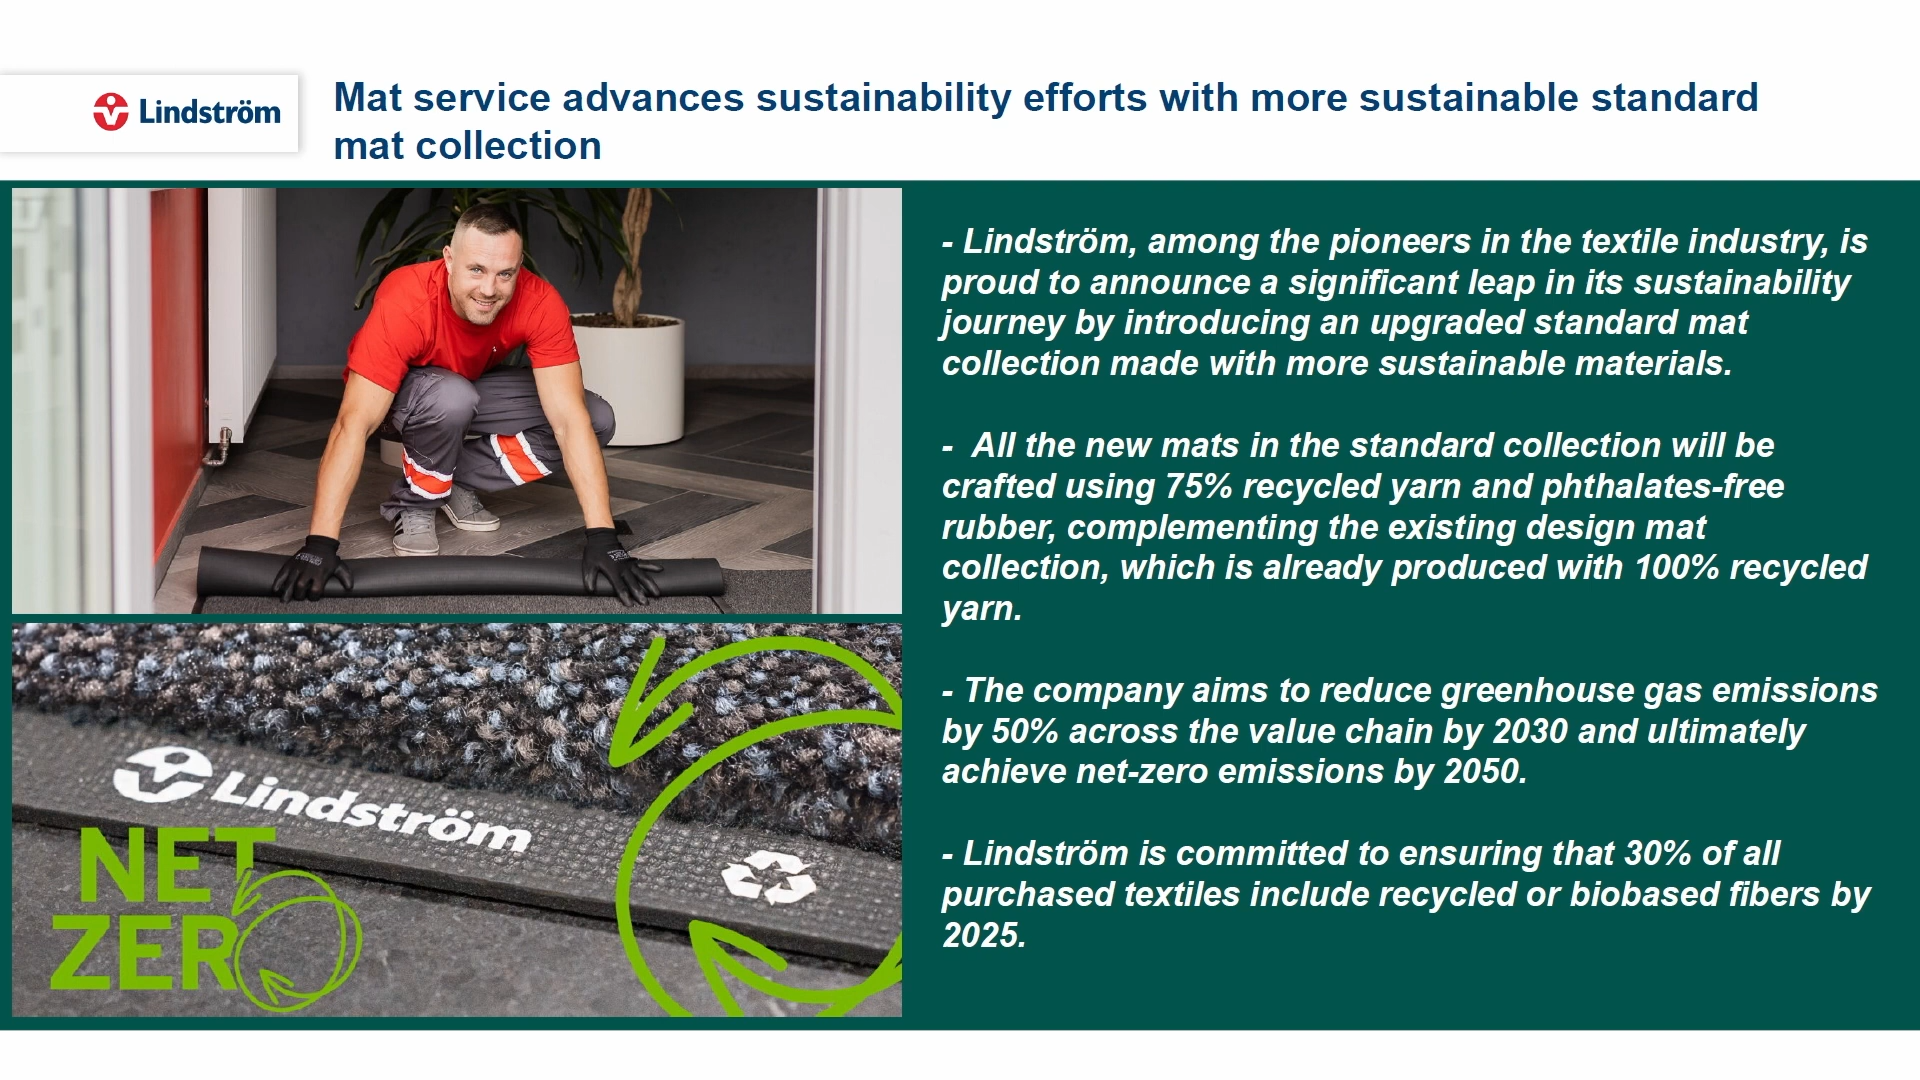 Lindström
Mat service advances sustainability efforts with more sustainable standard
mat collection
- Lindström, among the pioneers in the textile industry, is
proud to announce a significant leap in its sustainability
journey by introducing an upgraded standard mat
collection made with more sustainable materials.
- All the new mats in the standard collection will be
crafted using 75% recycled yarn and phthalates-free
rubber, complementing the existing design mat
collection, which is already produced with 100% recycled
yarn.
- The company aims to reduce greenhouse gas emissions
by 50% across the value chain by 2030 and ultimately
achieve net-zero emissions by 2050.
- Lindström is committed to ensuring that 30% of all
purchased textiles include recycled or biobased fibers by
2025.
Lindström
NET
ZERO